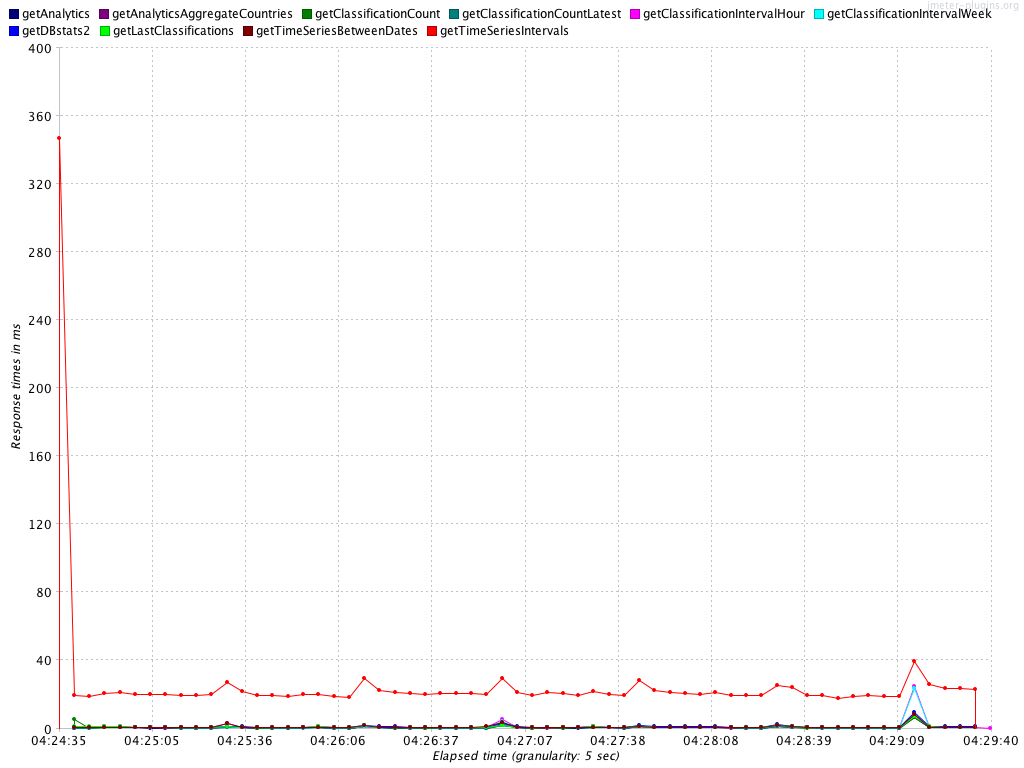 jmeter-plugins.org
getAnalytics getAnalyticsAggregateCountries getClassificationCount getClassificationCountLatest getClassificationIntervalHour getClassificationIntervalWeek
getDBstats2 getLastClassifications getTimeSeriesBetweenDates getTimeSeriesIntervals
400
360
320
280
240
200
160
120
80
40
0
Response times in ms
04:24:35 04:25:05 04:25:36 04:26:06 04:26:37 04:27:07 04:27:38 04:28:08 04:28:39 04:29:09 04:29:40
Elapsed time (granularity: 5 sec)